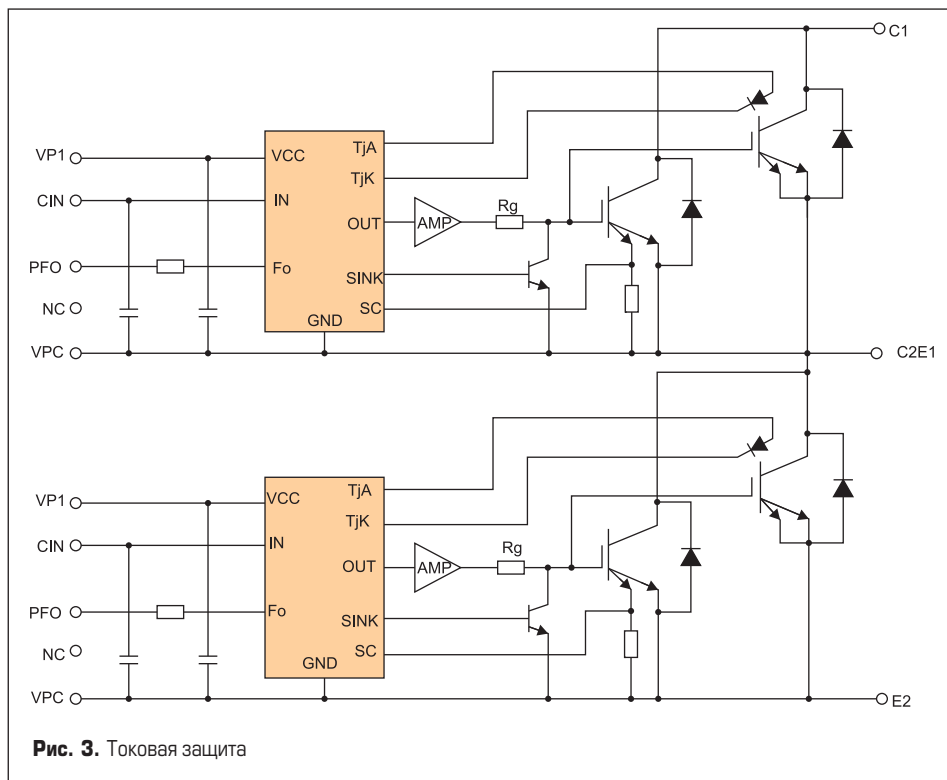 C1
TjA
VP1
VCC
TjK
CIN
IN
Rg
OUT
AMP
PFO
Fo
SINK
NC
SC
GND
VPC
C2E1
TjA
VP1
VCC
TjK
CIN
IN
Rg
OUT
AMP
PFO
Fo
SINK
NC
SC
GND
VPC
E2
Рис. 3. Токовая защита